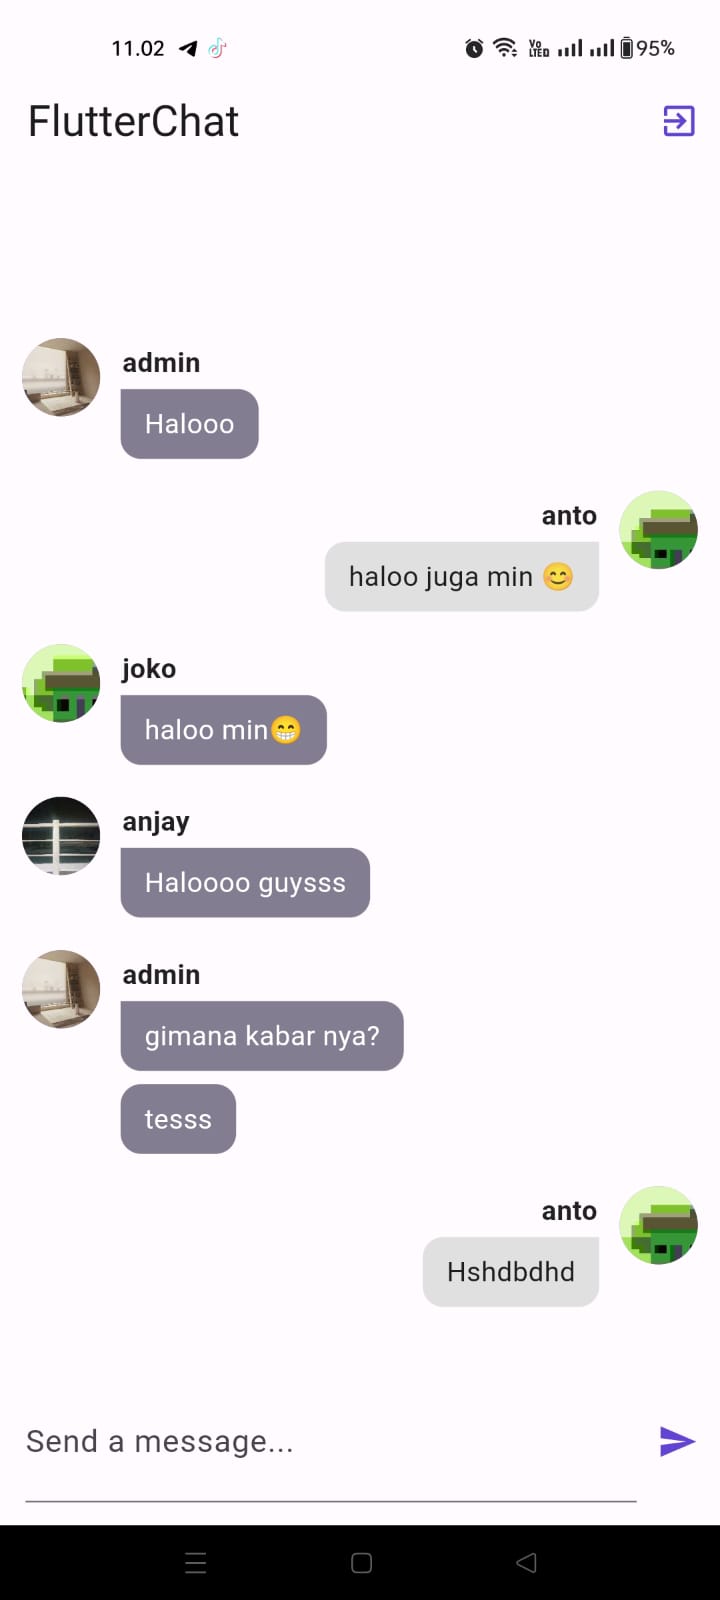 11.02 Vo LTED 95%
FlutterChat
admin
Halooo
anto
haloo juga min 😊
joko
haloo min😁
anjay
Haloooo guysss
admin
gimana kabar nya?
tesss
anto
Hshdbdhd
Send a message...